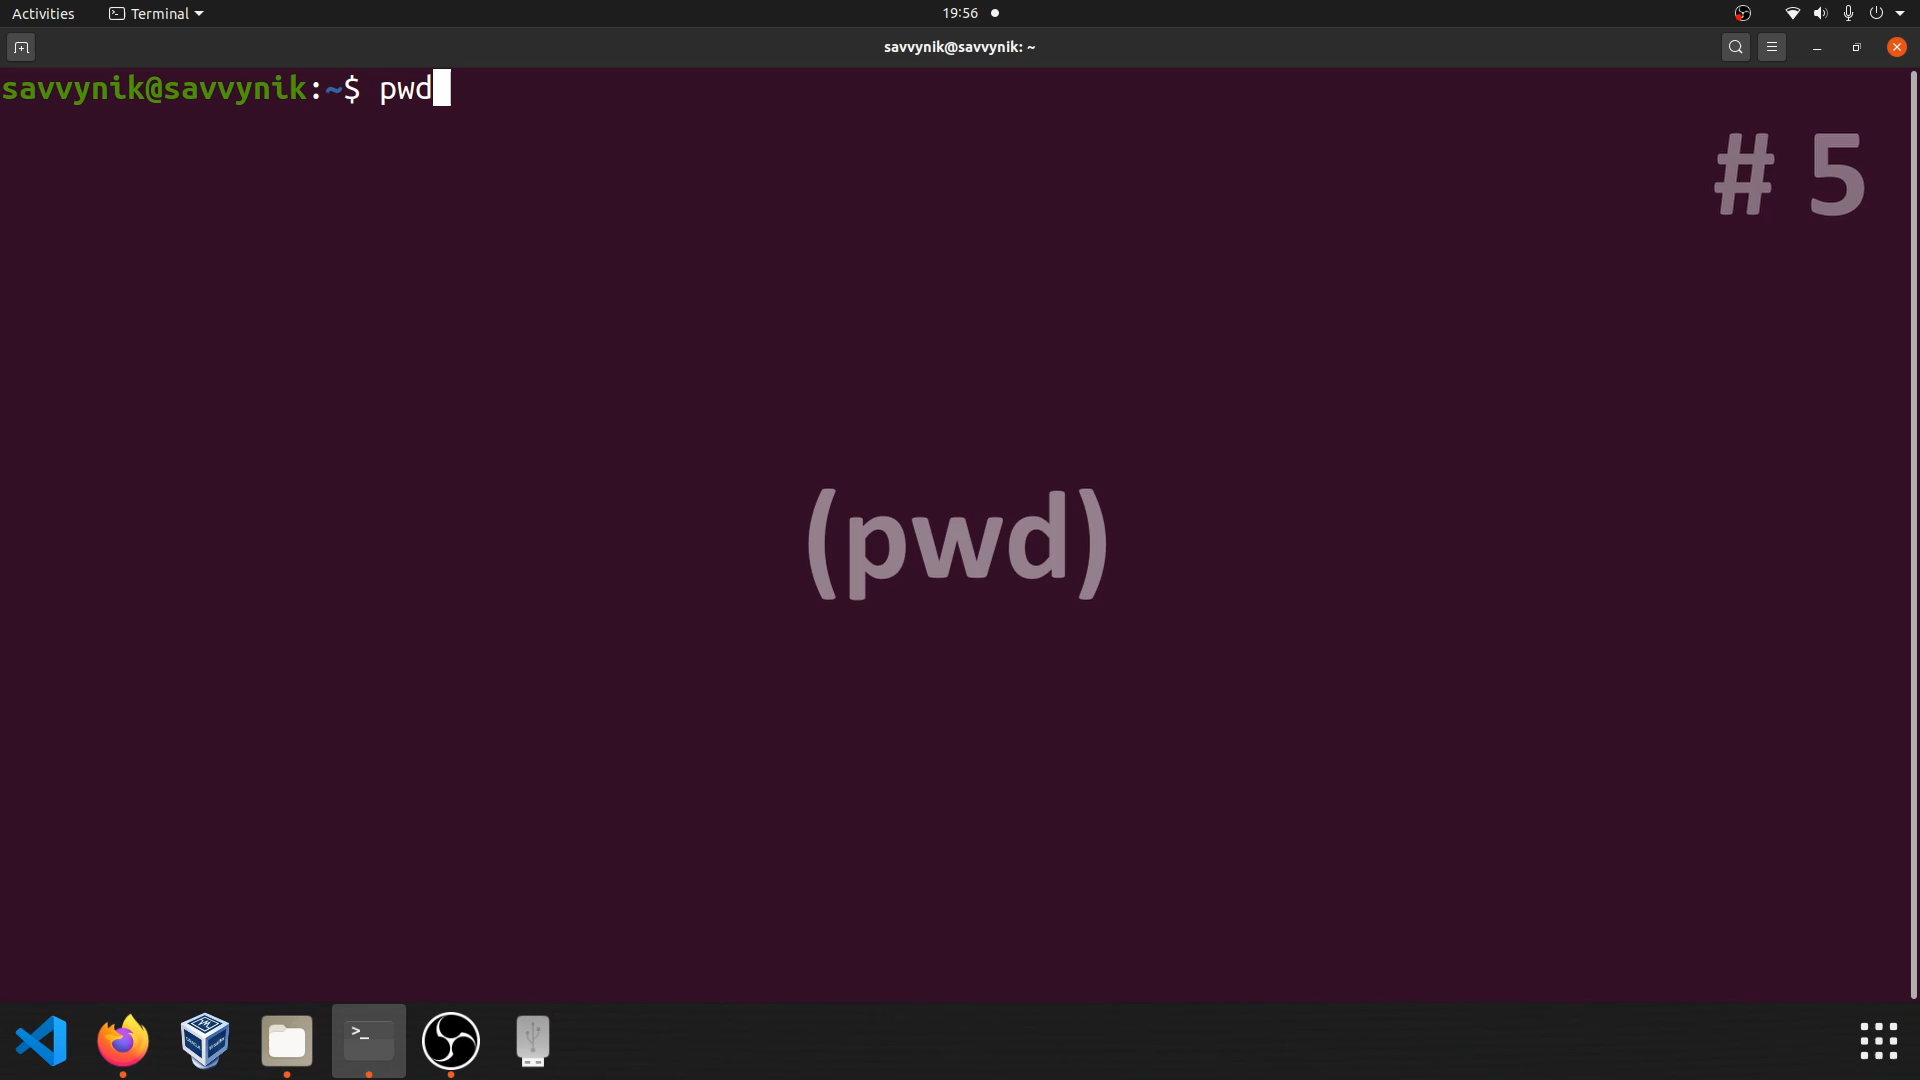 Activities
Terminal
19:56
savvynik@savvynik: ~
savvynik@savvynik:~$ pwd
# 5
(pwd)
>_